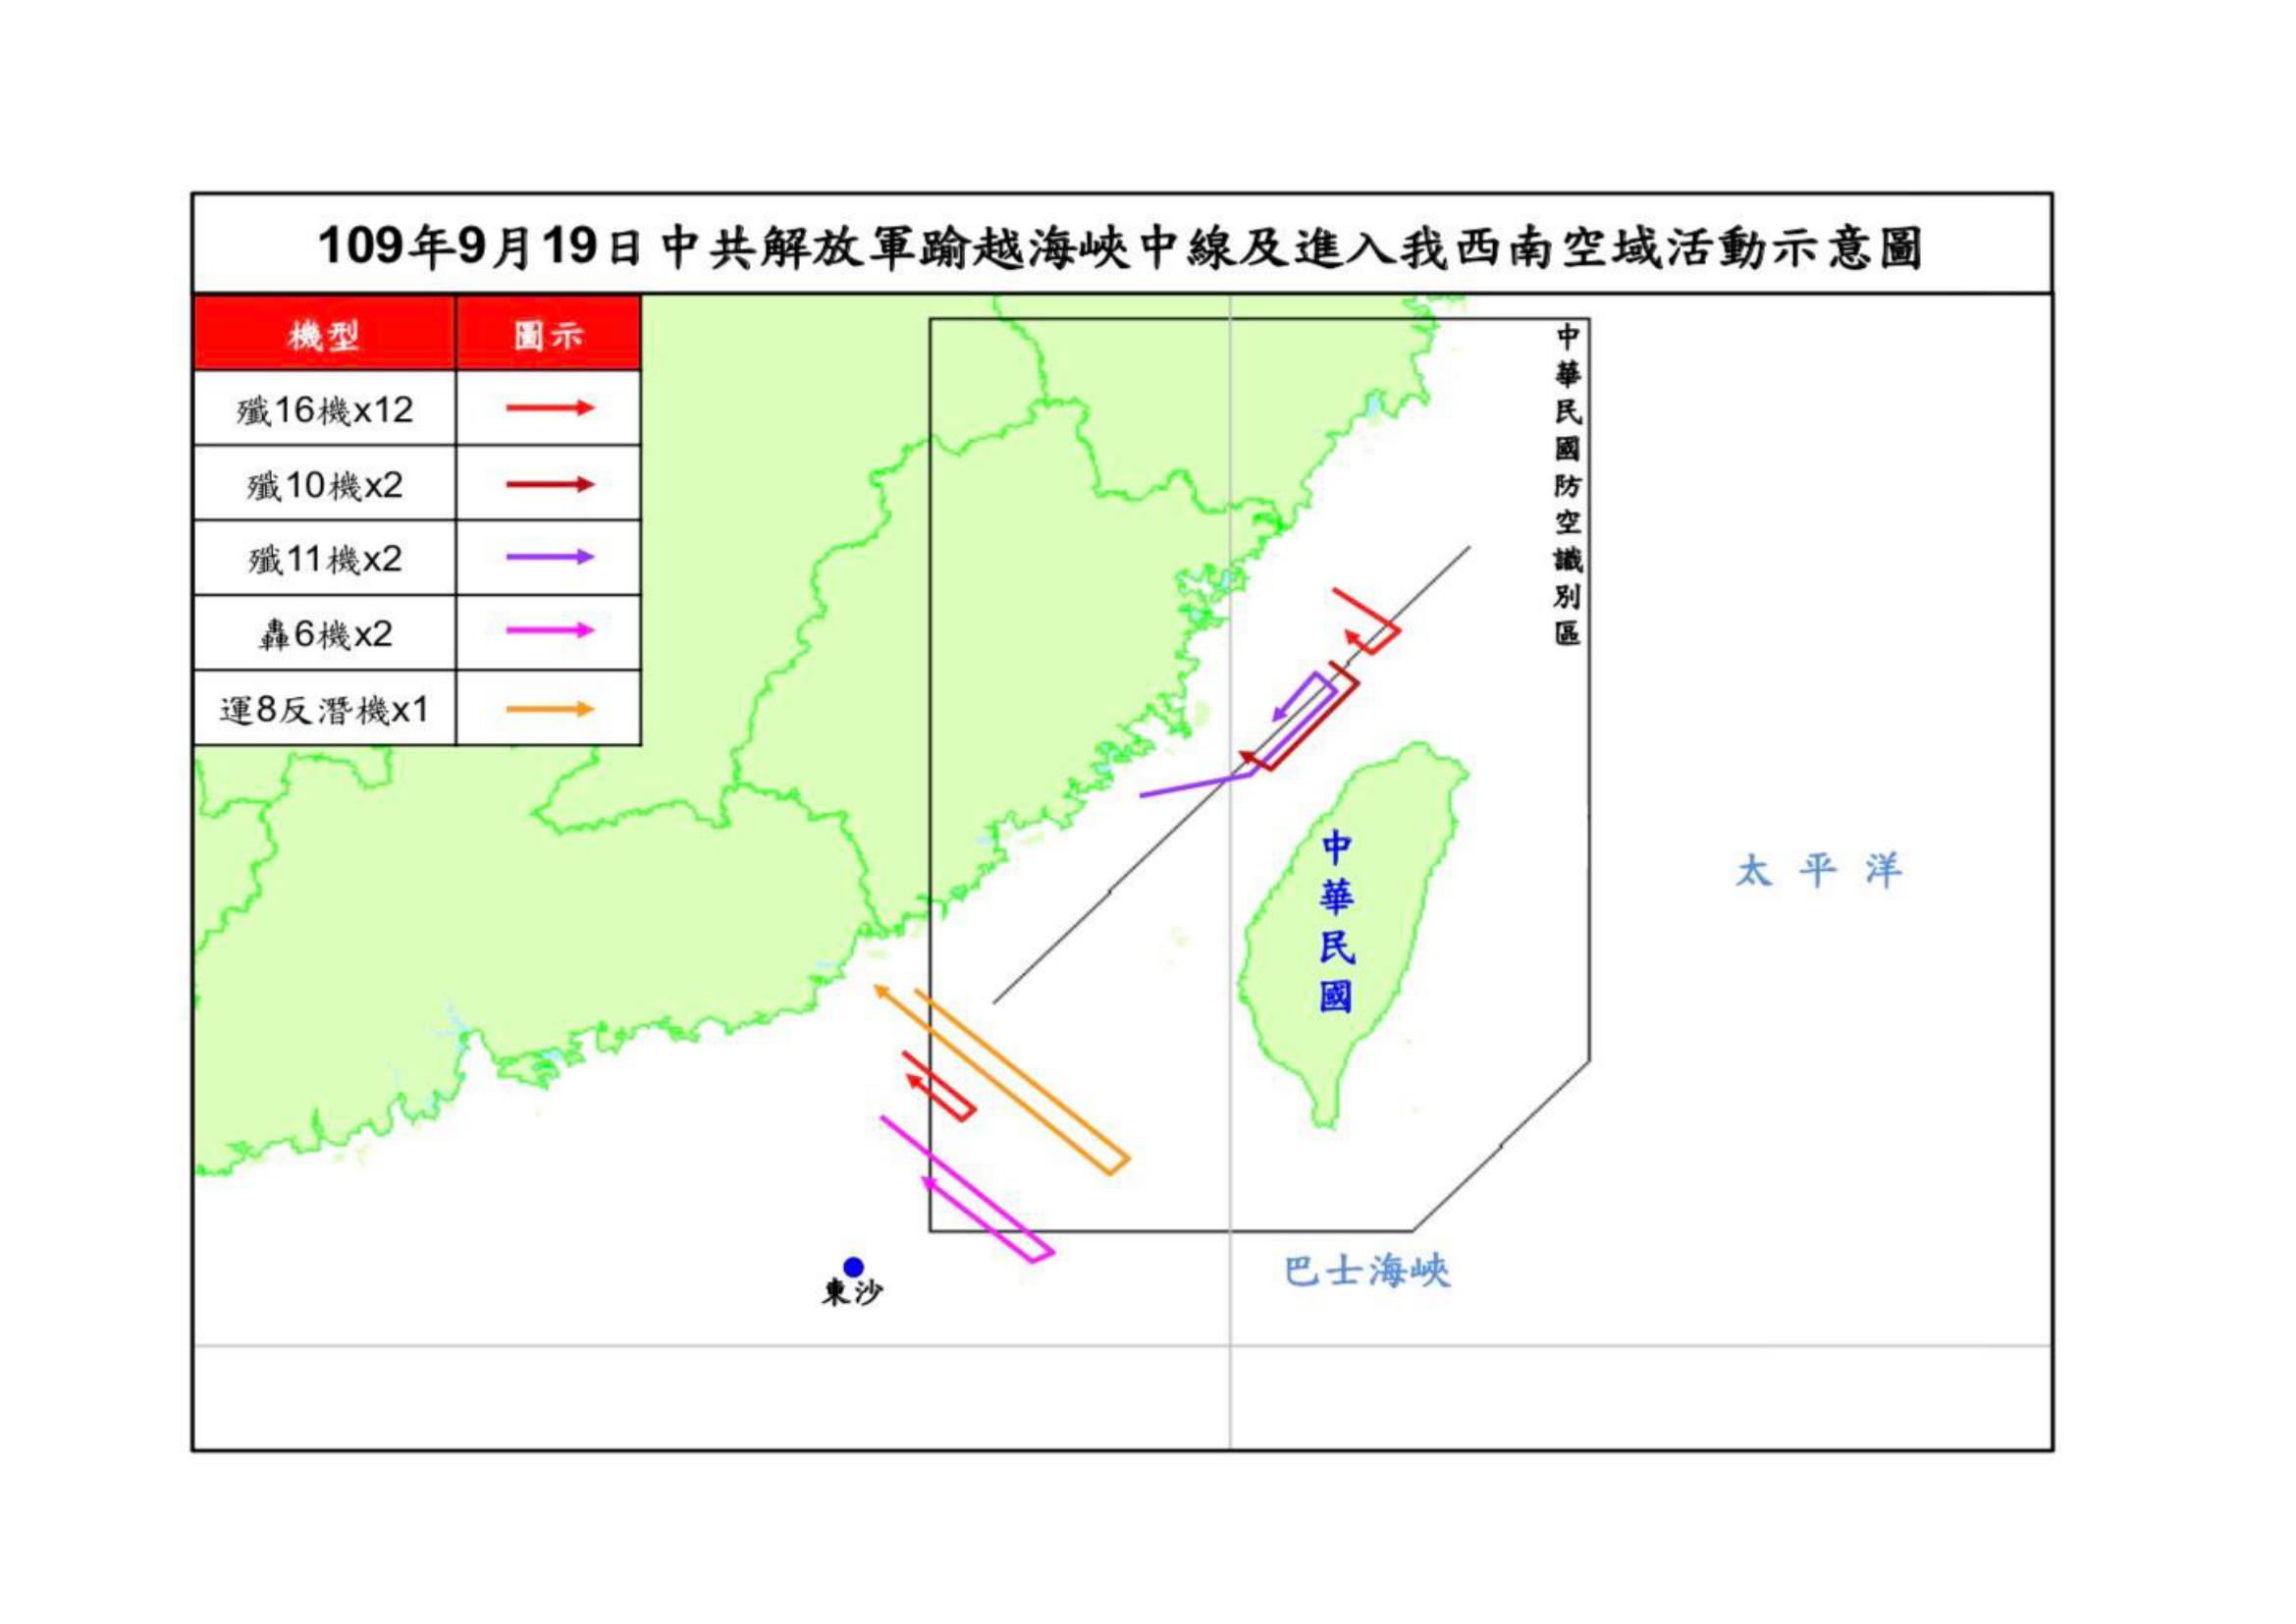 109年9月19日中共解放軍踰越海峽中線及進入我西南空域活動示意圖
機型 圖示
殲16機x12
殲10機x2
殲11機x2
轟6機x2
運8反潛機x1
中華民國防空識別區
中華民國
太平洋
巴士海峽
東沙